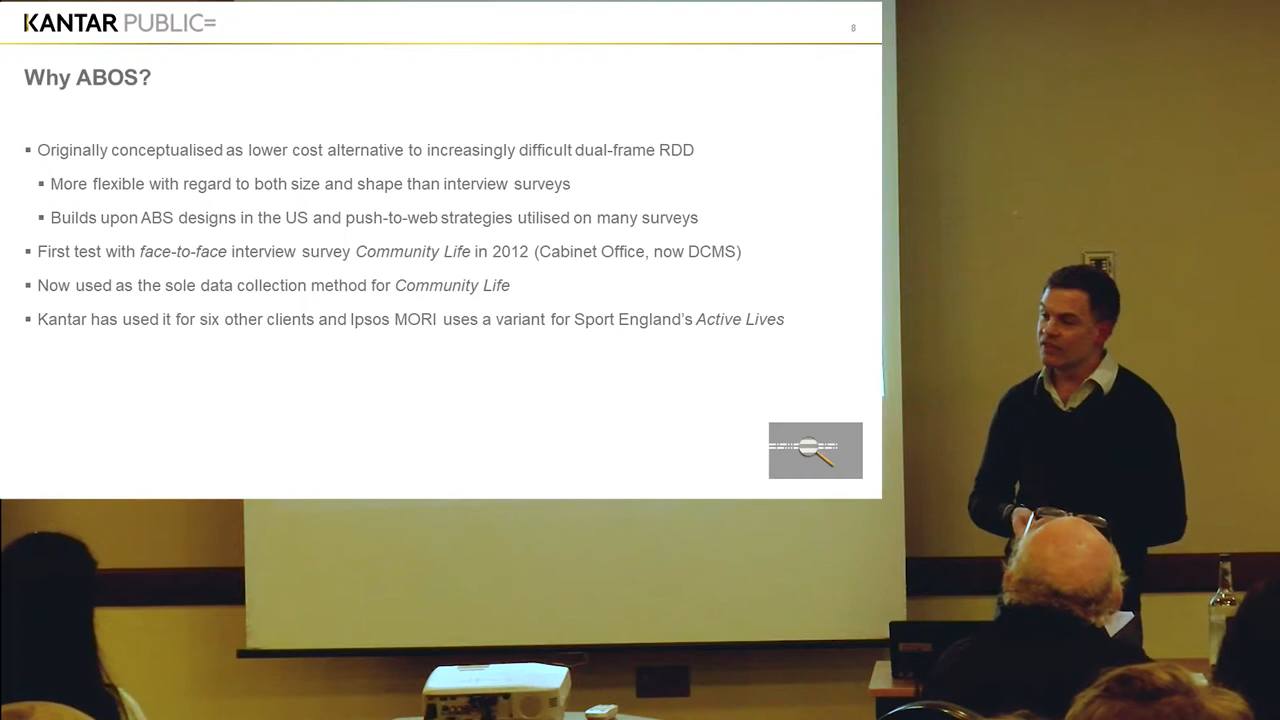 KANTAR PUBLIC=
8
Why ABOS?
▪ Originally conceptualised as lower cost alternative to increasingly difficult dual-frame RDD
▪ More flexible with regard to both size and shape than interview surveys
▪ Builds upon ABS designs in the US and push-to-web strategies utilised on many surveys
▪ First test with face-to-face interview survey Community Life in 2012 (Cabinet Office, now DCMS)
▪ Now used as the sole data collection method for Community Life
▪ Kantar has used it for six other clients and Ipsos MORI uses a variant for Sport England's Active Lives